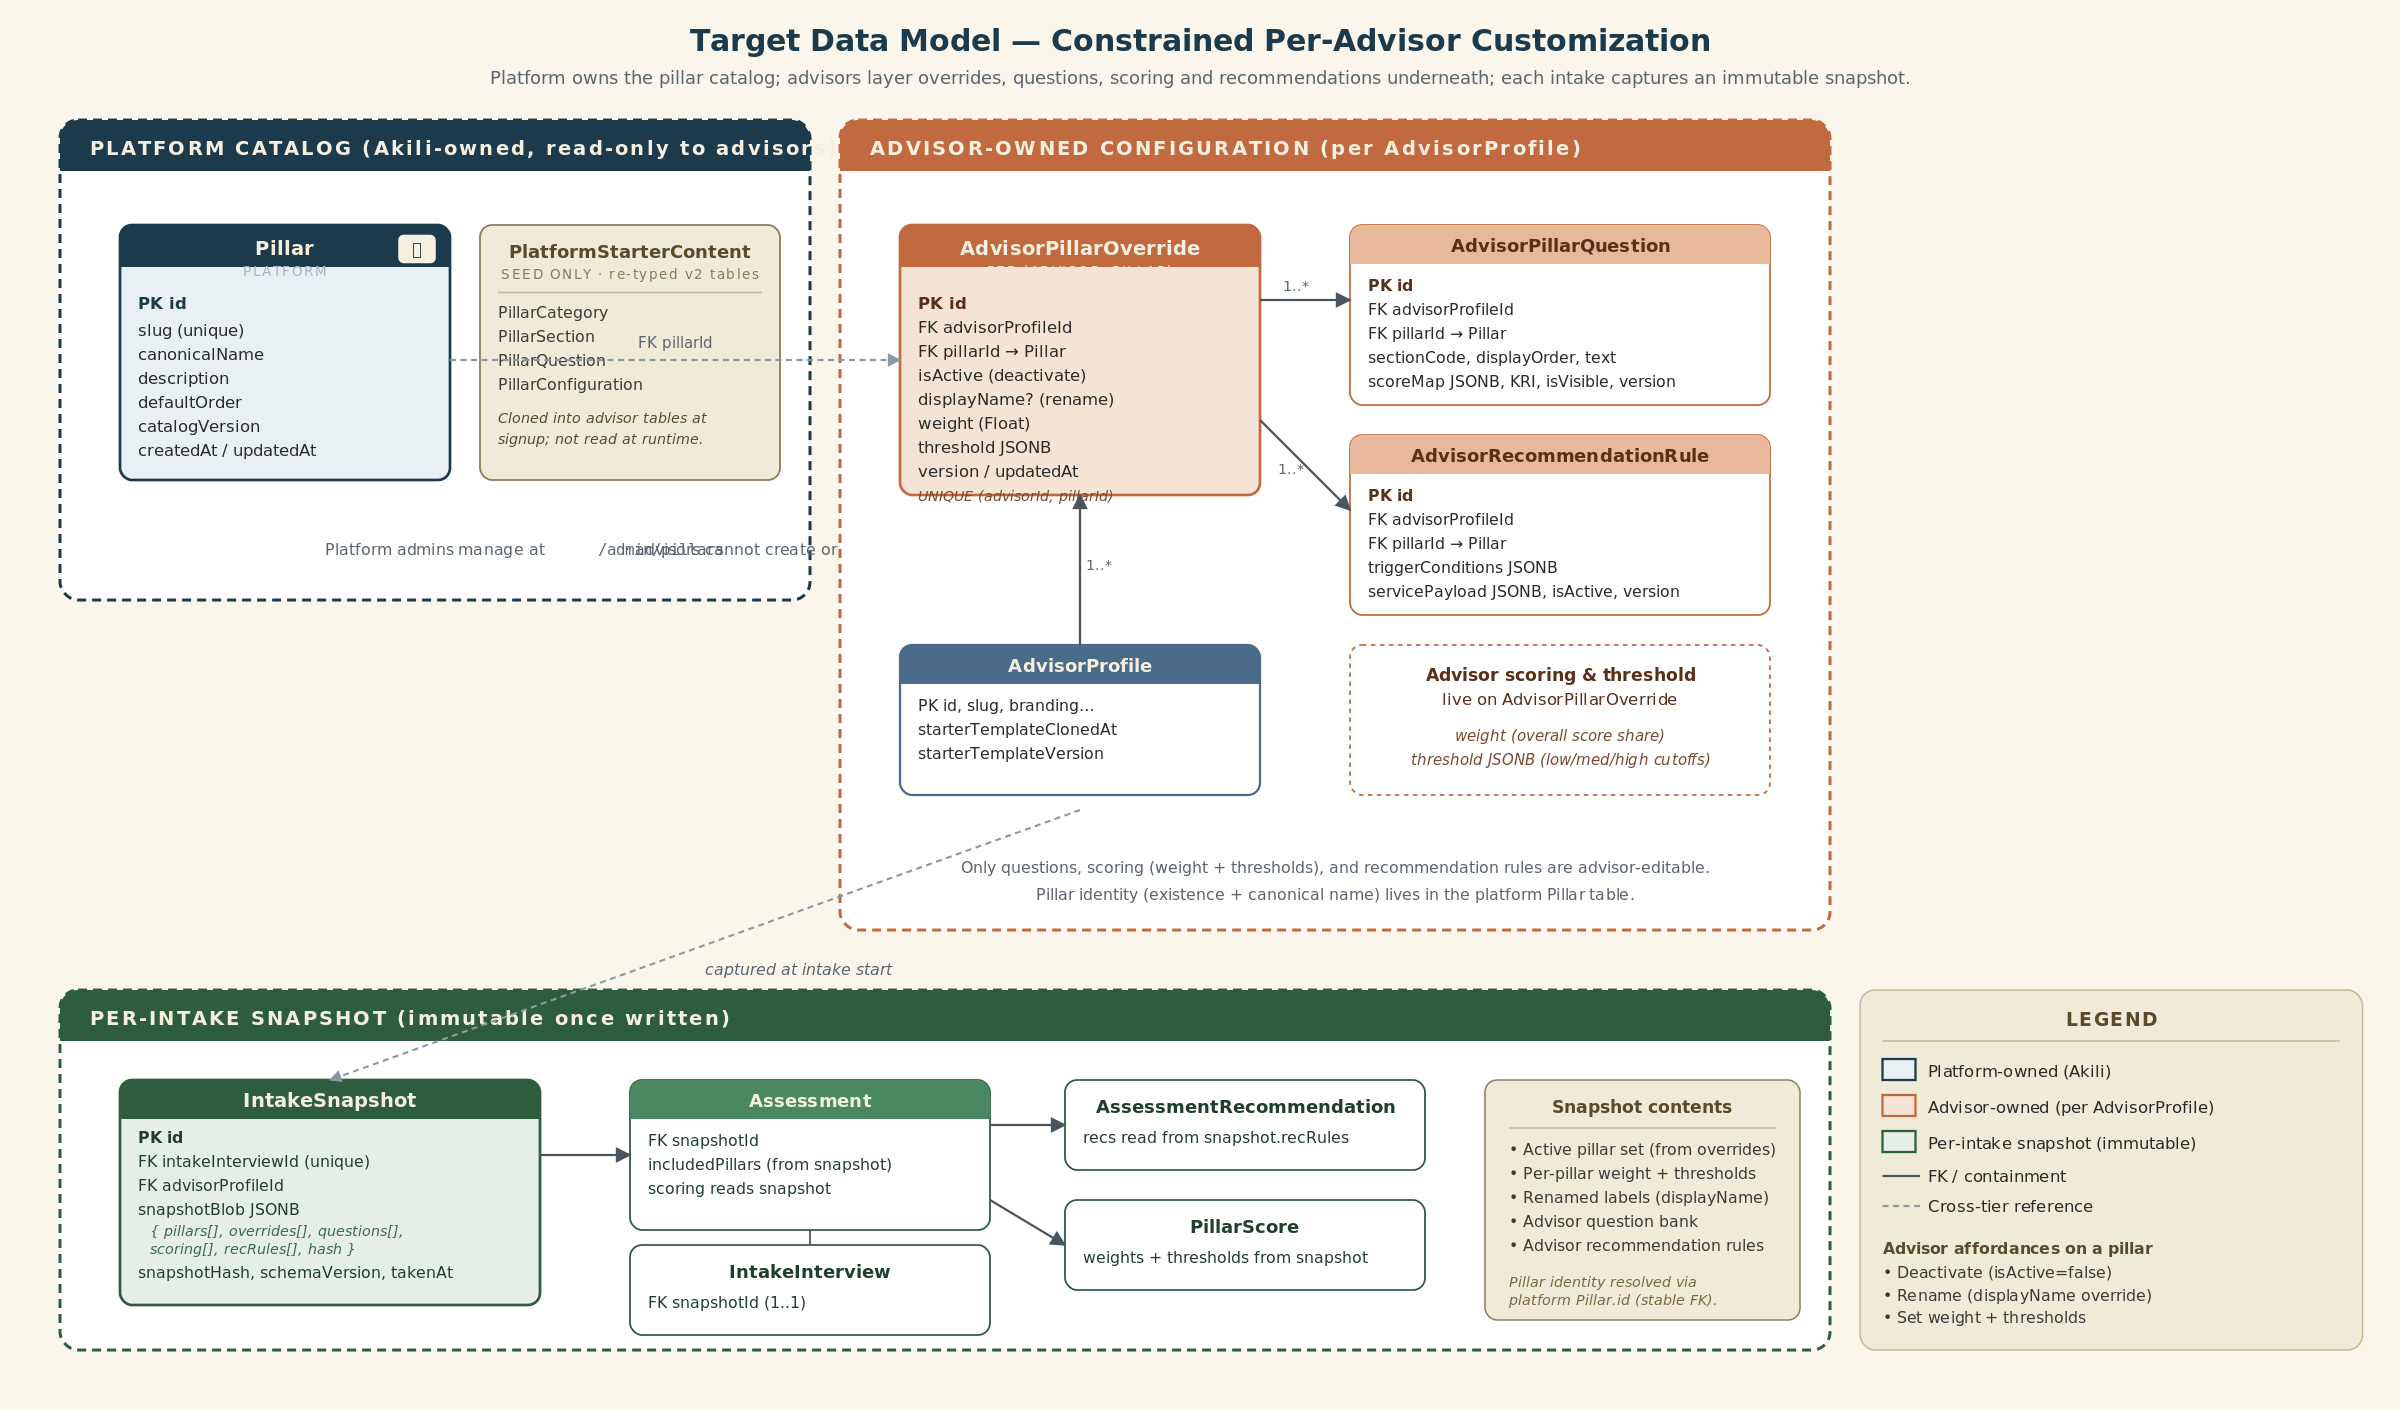 Target Data Model — Constrained Per-Advisor Customization
Platform owns the pillar catalog; advisors layer overrides, questions, scoring and recommendations underneath; each intake captures an immutable snapshot.
PLATFORM CATALOG (Akili-owned, read-only to advisors)
Pillar
PLATFORM
PK id
slug (unique)
canonicalName
description
defaultOrder
catalogVersion
createdAt / updatedAt
PlatformStarterContent
SEED ONLY · re-typed v2 tables
PillarCategory
PillarSection
PillarQuestion
PillarConfiguration
Cloned into advisor tables at
signup; not read at runtime.
FK pillarId
Platform admins manage at /admin/pillars
advisors cannot create or
ADVISOR-OWNED CONFIGURATION (per AdvisorProfile)
AdvisorPillarOverride
PK id
FK advisorProfileId
FK pillarId → Pillar
isActive (deactivate)
displayName? (rename)
weight (Float)
threshold JSONB
version / updatedAt
UNIQUE (advisorId, pillarId)
1..*
1..*
1..*
AdvisorPillarQuestion
PK id
FK advisorProfileId
FK pillarId → Pillar
sectionCode, displayOrder, text
scoreMap JSONB, KRI, isVisible, version
AdvisorRecommendationRule
PK id
FK advisorProfileId
FK pillarId → Pillar
triggerConditions JSONB
servicePayload JSONB, isActive, version
AdvisorProfile
PK id, slug, branding…
starterTemplateClonedAt
starterTemplateVersion
Advisor scoring & threshold
live on AdvisorPillarOverride
weight (overall score share)
threshold JSONB (low/med/high cutoffs)
Only questions, scoring (weight + thresholds), and recommendation rules are advisor-editable.
Pillar identity (existence + canonical name) lives in the platform Pillar table.
captured at intake start
PER-INTAKE SNAPSHOT (immutable once written)
IntakeSnapshot
PK id
FK intakeInterviewId (unique)
FK advisorProfileId
snapshotBlob JSONB
{ pillars[], overrides[], questions[],
scoring[], recRules[], hash }
snapshotHash, schemaVersion, takenAt
Assessment
FK snapshotId
includedPillars (from snapshot)
scoring reads snapshot
IntakeInterview
FK snapshotId (1..1)
AssessmentRecommendation
recs read from snapshot.recRules
PillarScore
weights + thresholds from snapshot
Snapshot contents
• Active pillar set (from overrides)
• Per-pillar weight + thresholds
• Renamed labels (displayName)
• Advisor question bank
• Advisor recommendation rules
Pillar identity resolved via
platform Pillar.id (stable FK).
LEGEND
Platform-owned (Akili)
Advisor-owned (per AdvisorProfile)
Per-intake snapshot (immutable)
FK / containment
Cross-tier reference
Advisor affordances on a pillar
• Deactivate (isActive=false)
• Rename (displayName override)
• Set weight + thresholds